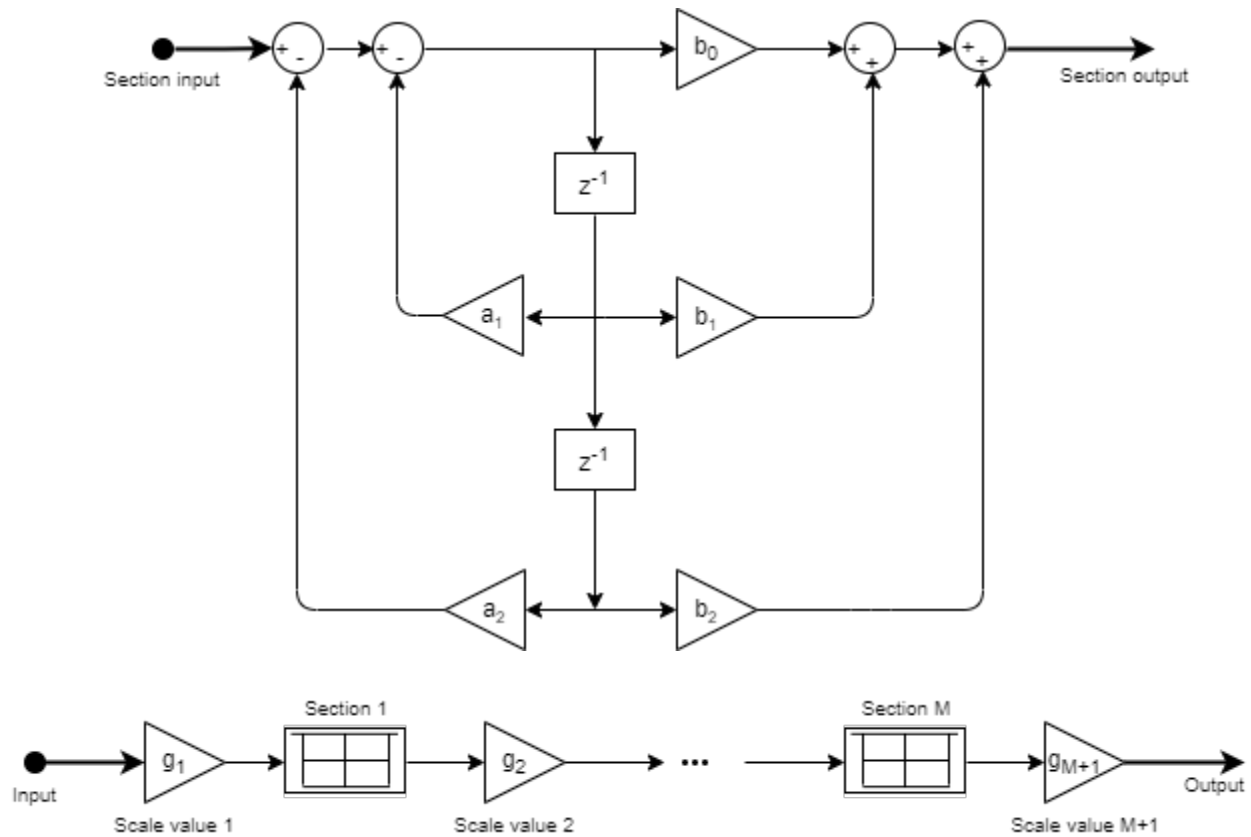 + - + - b₀ + + + +
Section input
Section output
z⁻¹
a₁ b₁
z⁻¹
a₂ b₂
Section 1
Section M
g₁ g₂ ... g_M+1
Input
Output
Scale value 1
Scale value 2
Scale value M+1